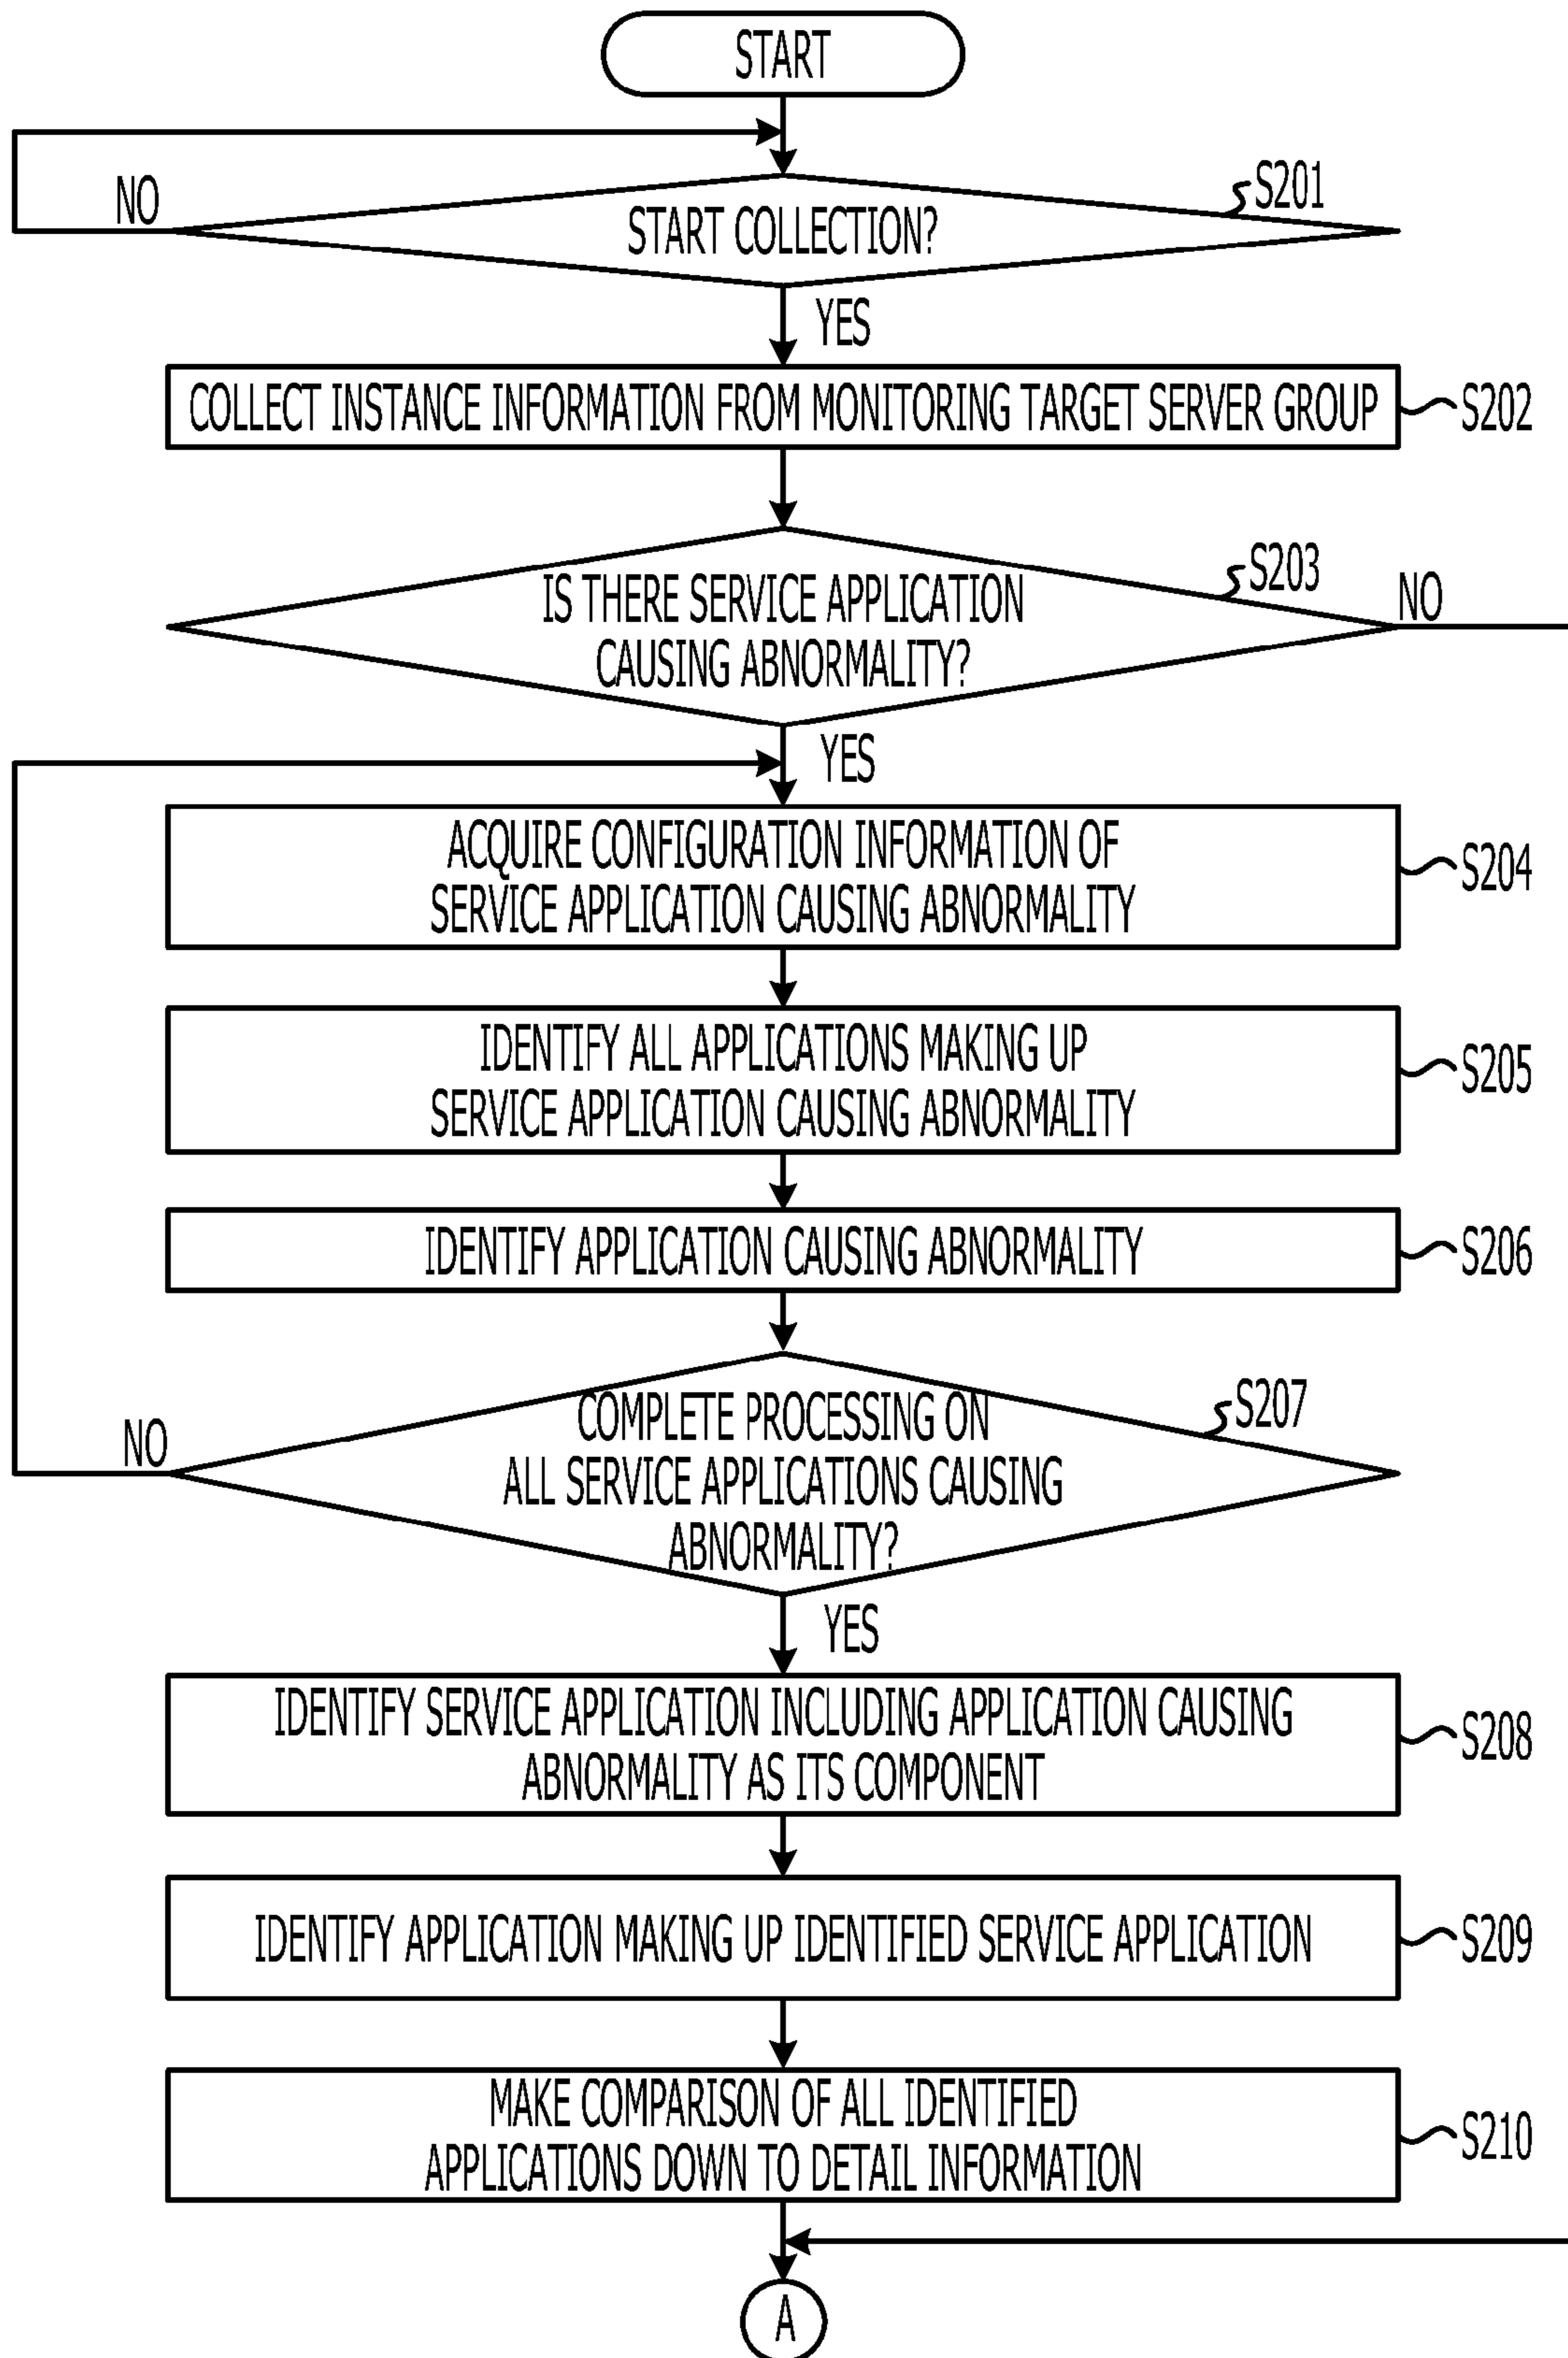 START
NO
S201
START COLLECTION?
YES
COLLECT INSTANCE INFORMATION FROM MONITORING TARGET SERVER GROUP
S202
S203
NO
IS THERE SERVICE APPLICATION
CAUSING ABNORMALITY?
YES
ACQUIRE CONFIGURATION INFORMATION OF
SERVICE APPLICATION CAUSING ABNORMALITY
S204
IDENTIFY ALL APPLICATIONS MAKING UP
SERVICE APPLICATION CAUSING ABNORMALITY
S205
IDENTIFY APPLICATION CAUSING ABNORMALITY
S206
S207
NO
COMPLETE PROCESSING ON
ALL SERVICE APPLICATIONS CAUSING
ABNORMALITY?
YES
IDENTIFY SERVICE APPLICATION INCLUDING APPLICATION CAUSING
ABNORMALITY AS ITS COMPONENT
S208
IDENTIFY APPLICATION MAKING UP IDENTIFIED SERVICE APPLICATION
S209
MAKE COMPARISON OF ALL IDENTIFIED
APPLICATIONS DOWN TO DETAIL INFORMATION
S210
A